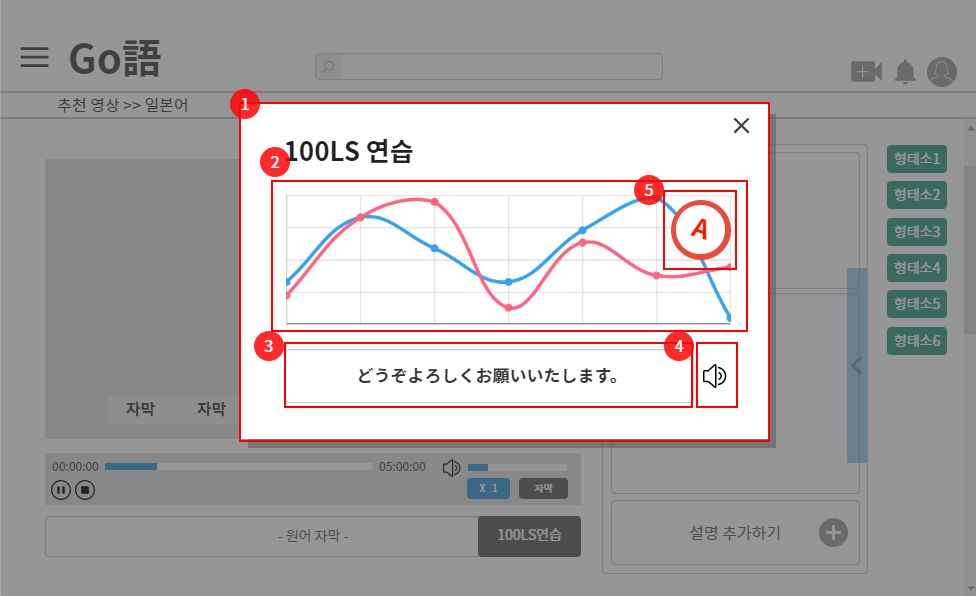 Go語
추천 영상 >> 일본어
1
100LS 연습
2
5
A
3
4
どうぞよろしくお願いいたします。
형태소1
형태소2
형태소3
형태소4
형태소5
형태소6
자막 자막
00:00:00 05:00:00
X 1 자막
- 원어 자막 - 100LS연습
설명 추가하기